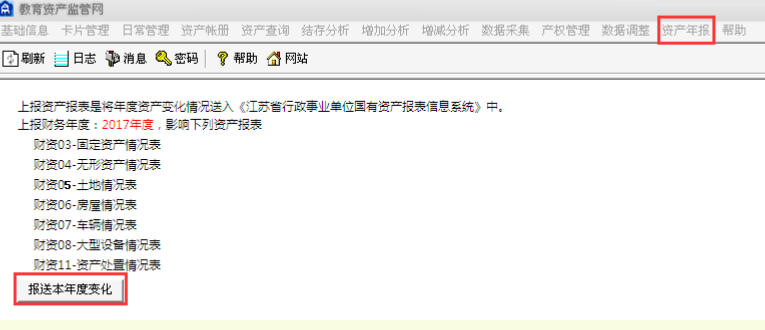 教育资产监管网
基础信息 卡片管理 日常管理 资产帐册 资产查询 结存分析 增加分析 增减分析 数据采集 产权管理 数据调整 资产年报 帮助
刷新 日志 消息 密码 帮助 网站
上报资产报表是将年度资产变化情况送入《江苏省行政事业单位国有资产报表信息系统》中。
上报财务年度：2017年度，影响下列资产报表
财资03-固定资产情况表
财资04-无形资产情况表
财资05-土地情况表
财资06-房屋情况表
财资07-车辆情况表
财资08-大型设备情况表
财资11-资产处置情况表
报送本年度变化